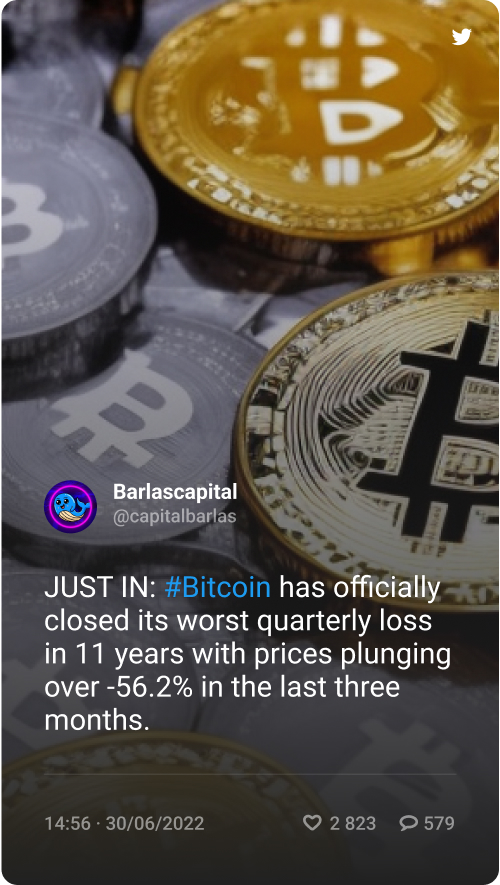 Barlascapital
@capitalbarlas
JUST IN: #Bitcoin has officially
closed its worst quarterly loss
in 11 years with prices plunging
over -56.2% in the last three
months.
14:56 · 30/06/2022 2 823 579